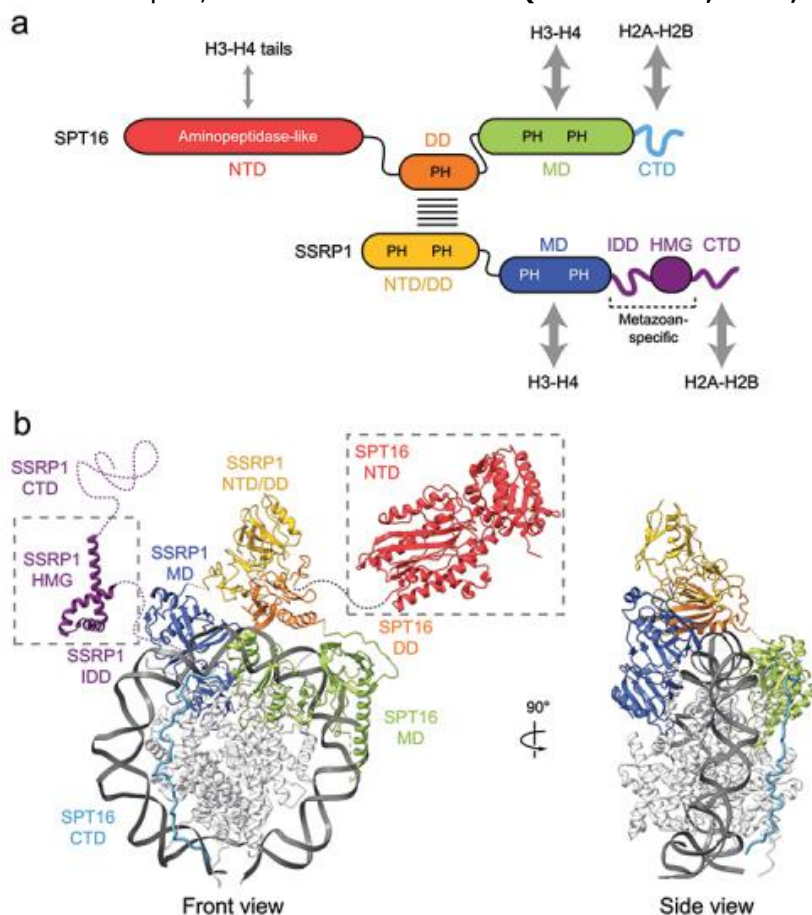 a
H3-H4 tails
H3-H4
H2A-H2B
SPT16
Aminopeptidase-like
NTD
DD
PH
PH PH
MD
CTD
SSRP1
PH PH
NTD/DD
MD
PH PH
IDD HMG CTD
Metazoan-
specific
H3-H4
H2A-H2B
b
SSRP1
CTD
SSRP1
HMG
SSRP1
IDD
SSRP1
MD
SSRP1
NTD/DD
SPT16
NTD
SPT16
DD
SPT16
MD
SPT16
CTD
90°
Front view
Side view